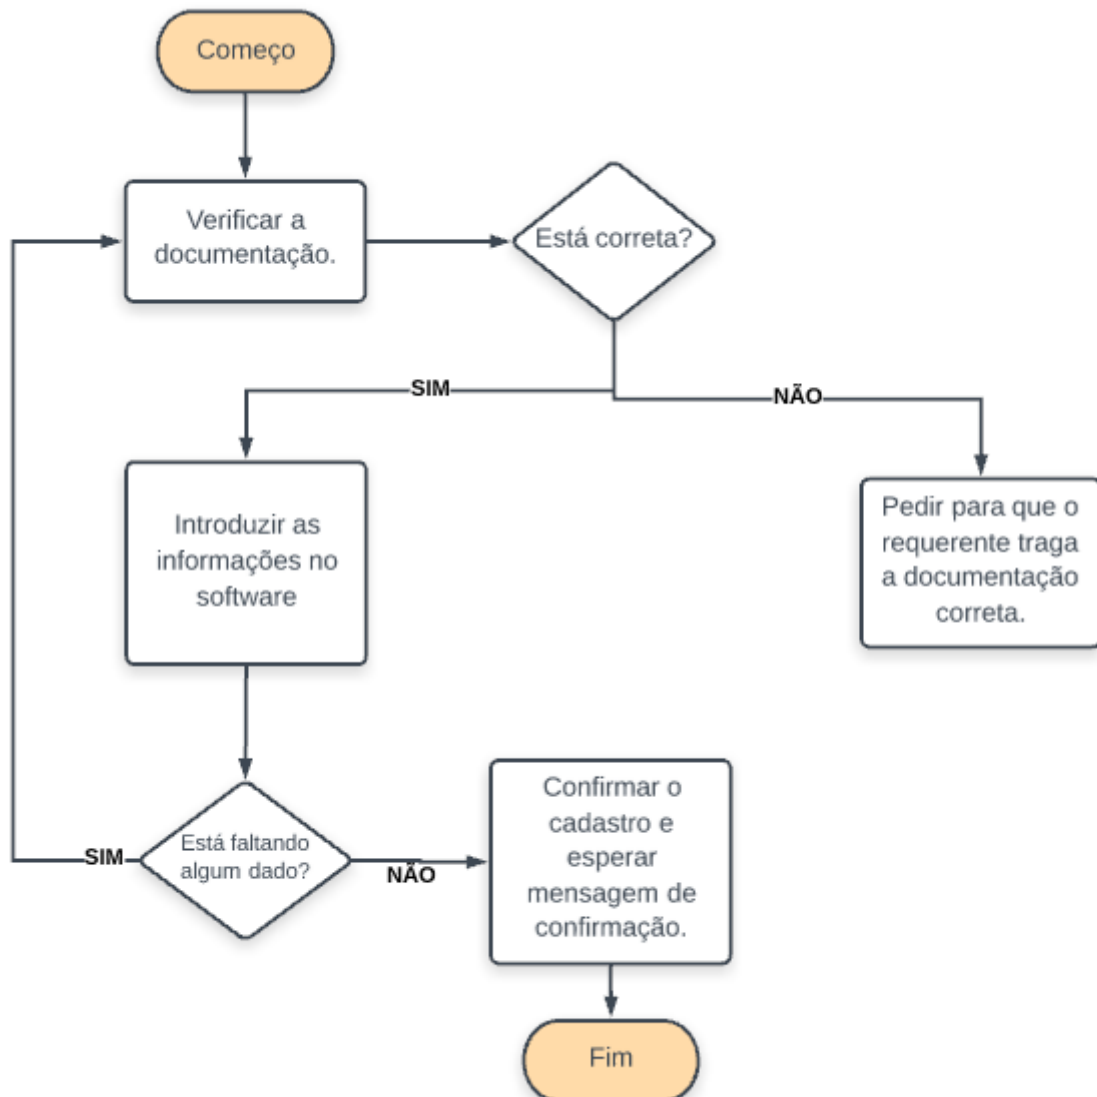 Começo
Verificar a
documentação.
Está correta?
SIM
NÃO
Introduzir as
informações no
software
Pedir para que o
requerente traga
a documentação
correta.
Está faltando
algum dado?
SIM
NÃO
Confirmar o
cadastro e
esperar
mensagem de
confirmação.
Fim